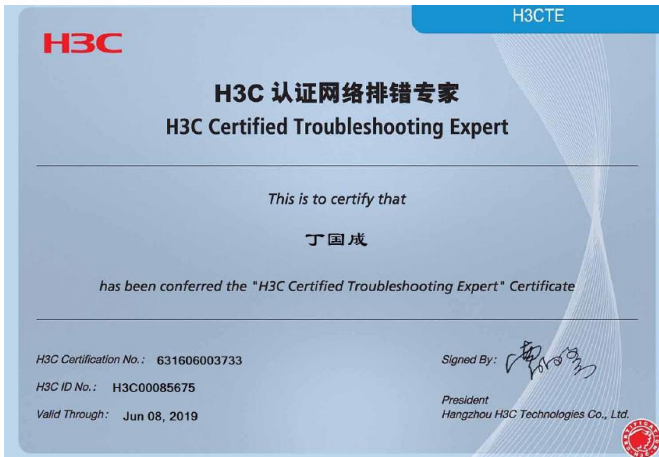 H3CTE
H3C
H3C 认证网络排错专家
H3C Certified Troubleshooting Expert
This is to certify that
丁国成
has been conferred the "H3C Certified Troubleshooting Expert" Certificate
H3C Certification No.: 631606003733
Signed By:
H3C ID No.: H3C00085675
President
Valid Through: Jun 08, 2019
Hangzhou H3C Technologies Co., Ltd.